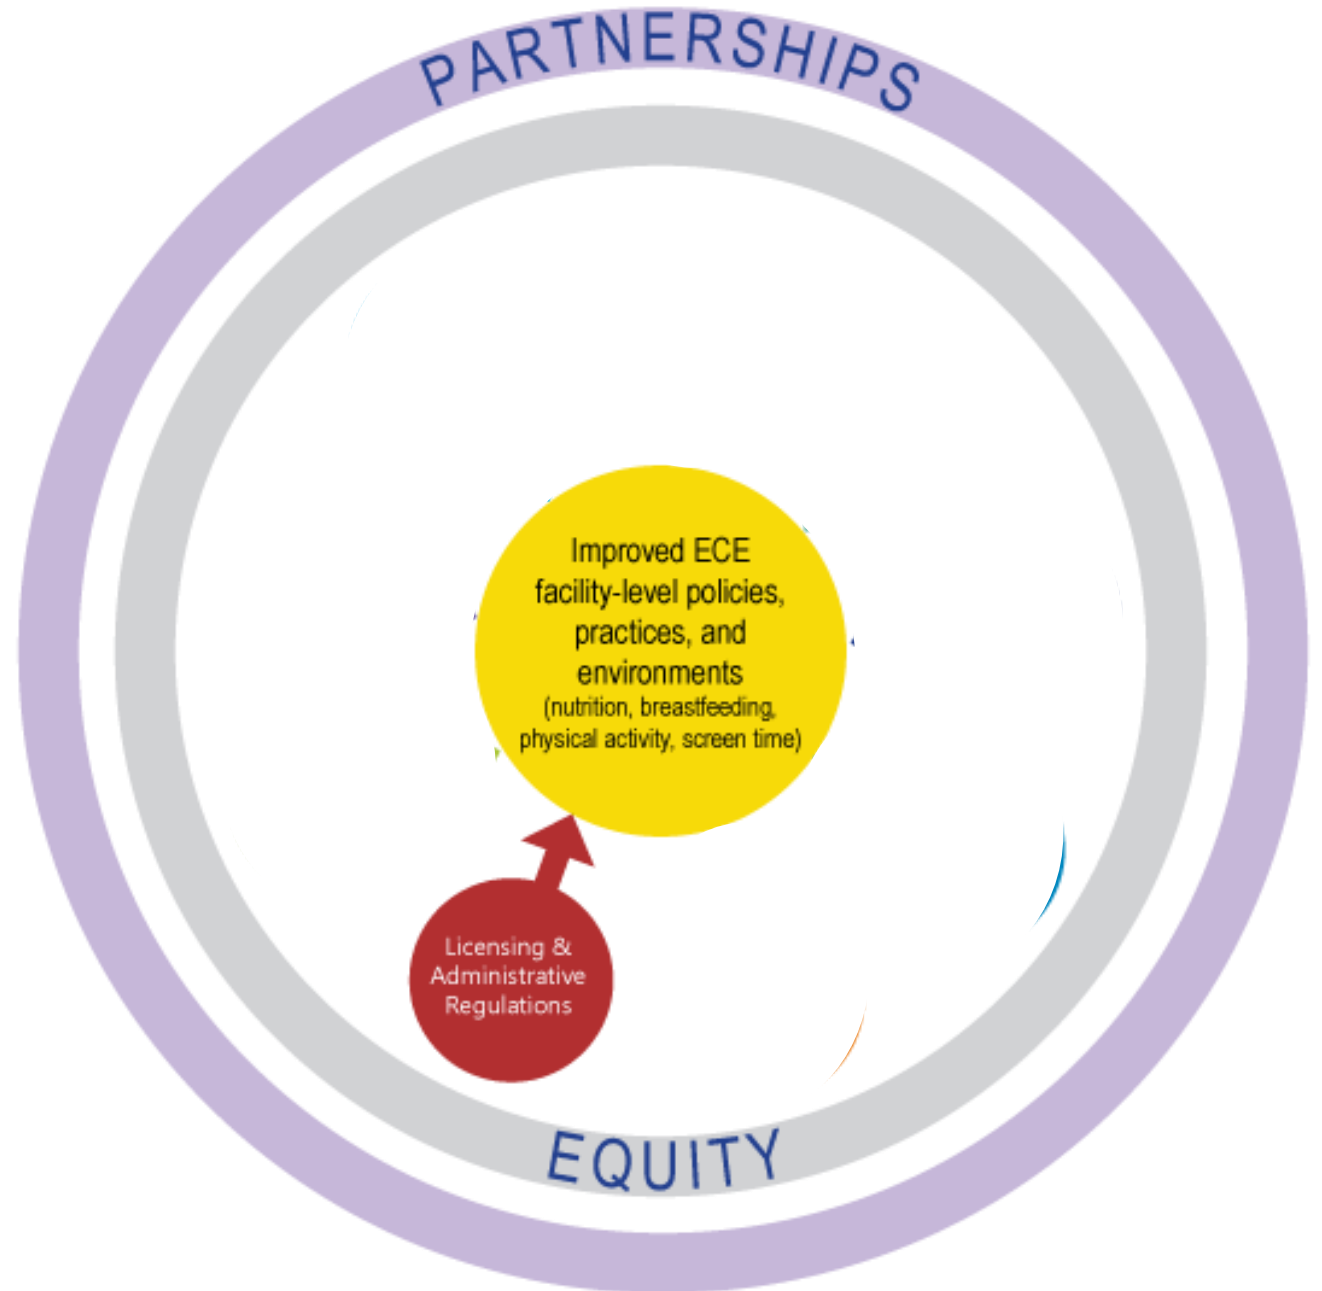 PARTNERSHIPS
Improved ECE
facility-level policies,
practices, and
environments
(nutrition, breastfeeding,
physical activity, screen time)
Licensing &
Administrative
Regulations
EQUITY